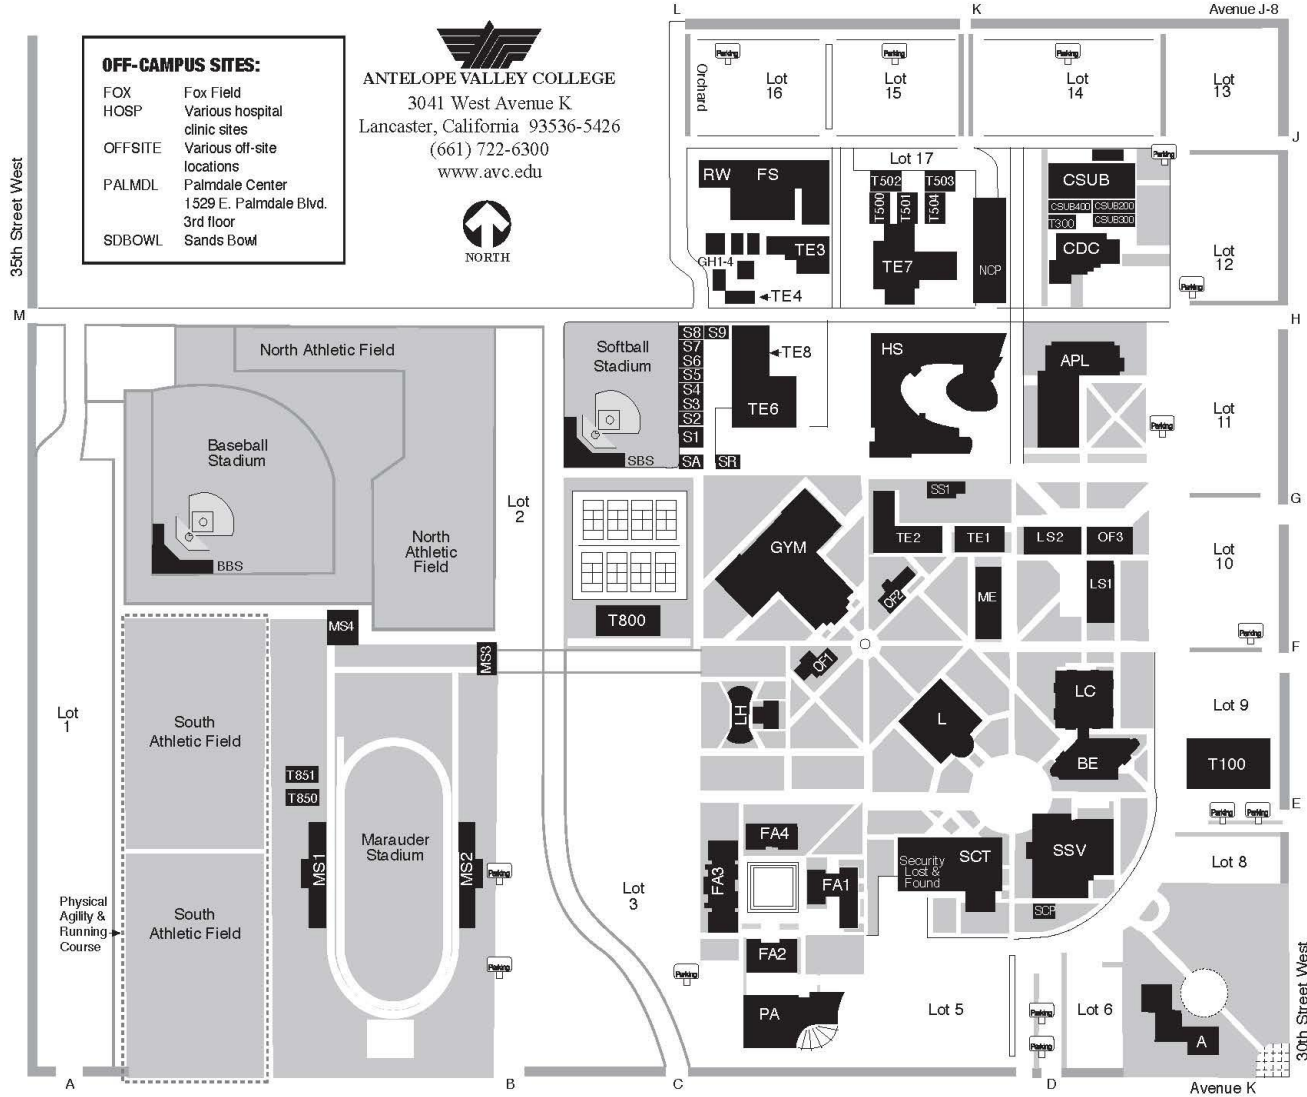 L
K
Avenue J-8
OFF-CAMPUS SITES:
FOX Fox Field
HOSP Various hospital
clinic sites
OFFSITE Various off-site
locations
PALMDL Palmdale Center
1529 E. Palmdale Blvd.
3rd floor
SDBOWL Sands Bowl
ANTELOPE VALLEY COLLEGE
3041 West Avenue K
Lancaster, California 93536-5426
(661) 722-6300
www.avc.edu
NORTH
35th Street West
Orchard
Parking
Lot
16
Parking
Lot
15
Parking
Lot
14
Lot
13
J
Parking
Lot 17
RW
FS
T502
T503
T500
T501
T504
CSUB
CSUB400
CSUB200
T300
CSUB300
CDC
GH1-4
TE3
TE4
TE7
NCP
Lot
12
Parking
M
H
North Athletic Field
Softball
Stadium
S8
S9
S7
S6
S5
S4
S3
S2
S1
SA
SR
SBS
TE8
TE6
HS
APL
Lot
11
Parking
Baseball
Stadium
BBS
Lot
2
North
Athletic
Field
G
GYM
SS1
TE2
TE1
LS2
OF3
OF2
ME
LS1
Lot
10
Parking
F
T800
MS4
MS3
OF1
LH
L
LC
BE
Lot 9
T100
E
Parking
Parking
Lot
1
South
Athletic Field
T851
T850
MS1
Marauder
Stadium
MS2
Parking
Physical
Agility &
Running
Course
South
Athletic Field
Parking
Lot
3
Parking
FA4
FA3
FA1
FA2
PA
Security
Lost &
Found
SCT
SSV
SCP
Lot 8
Lot 5
Parking
Parking
Lot 6
A
30th Street West
A
B
C
D
Avenue K